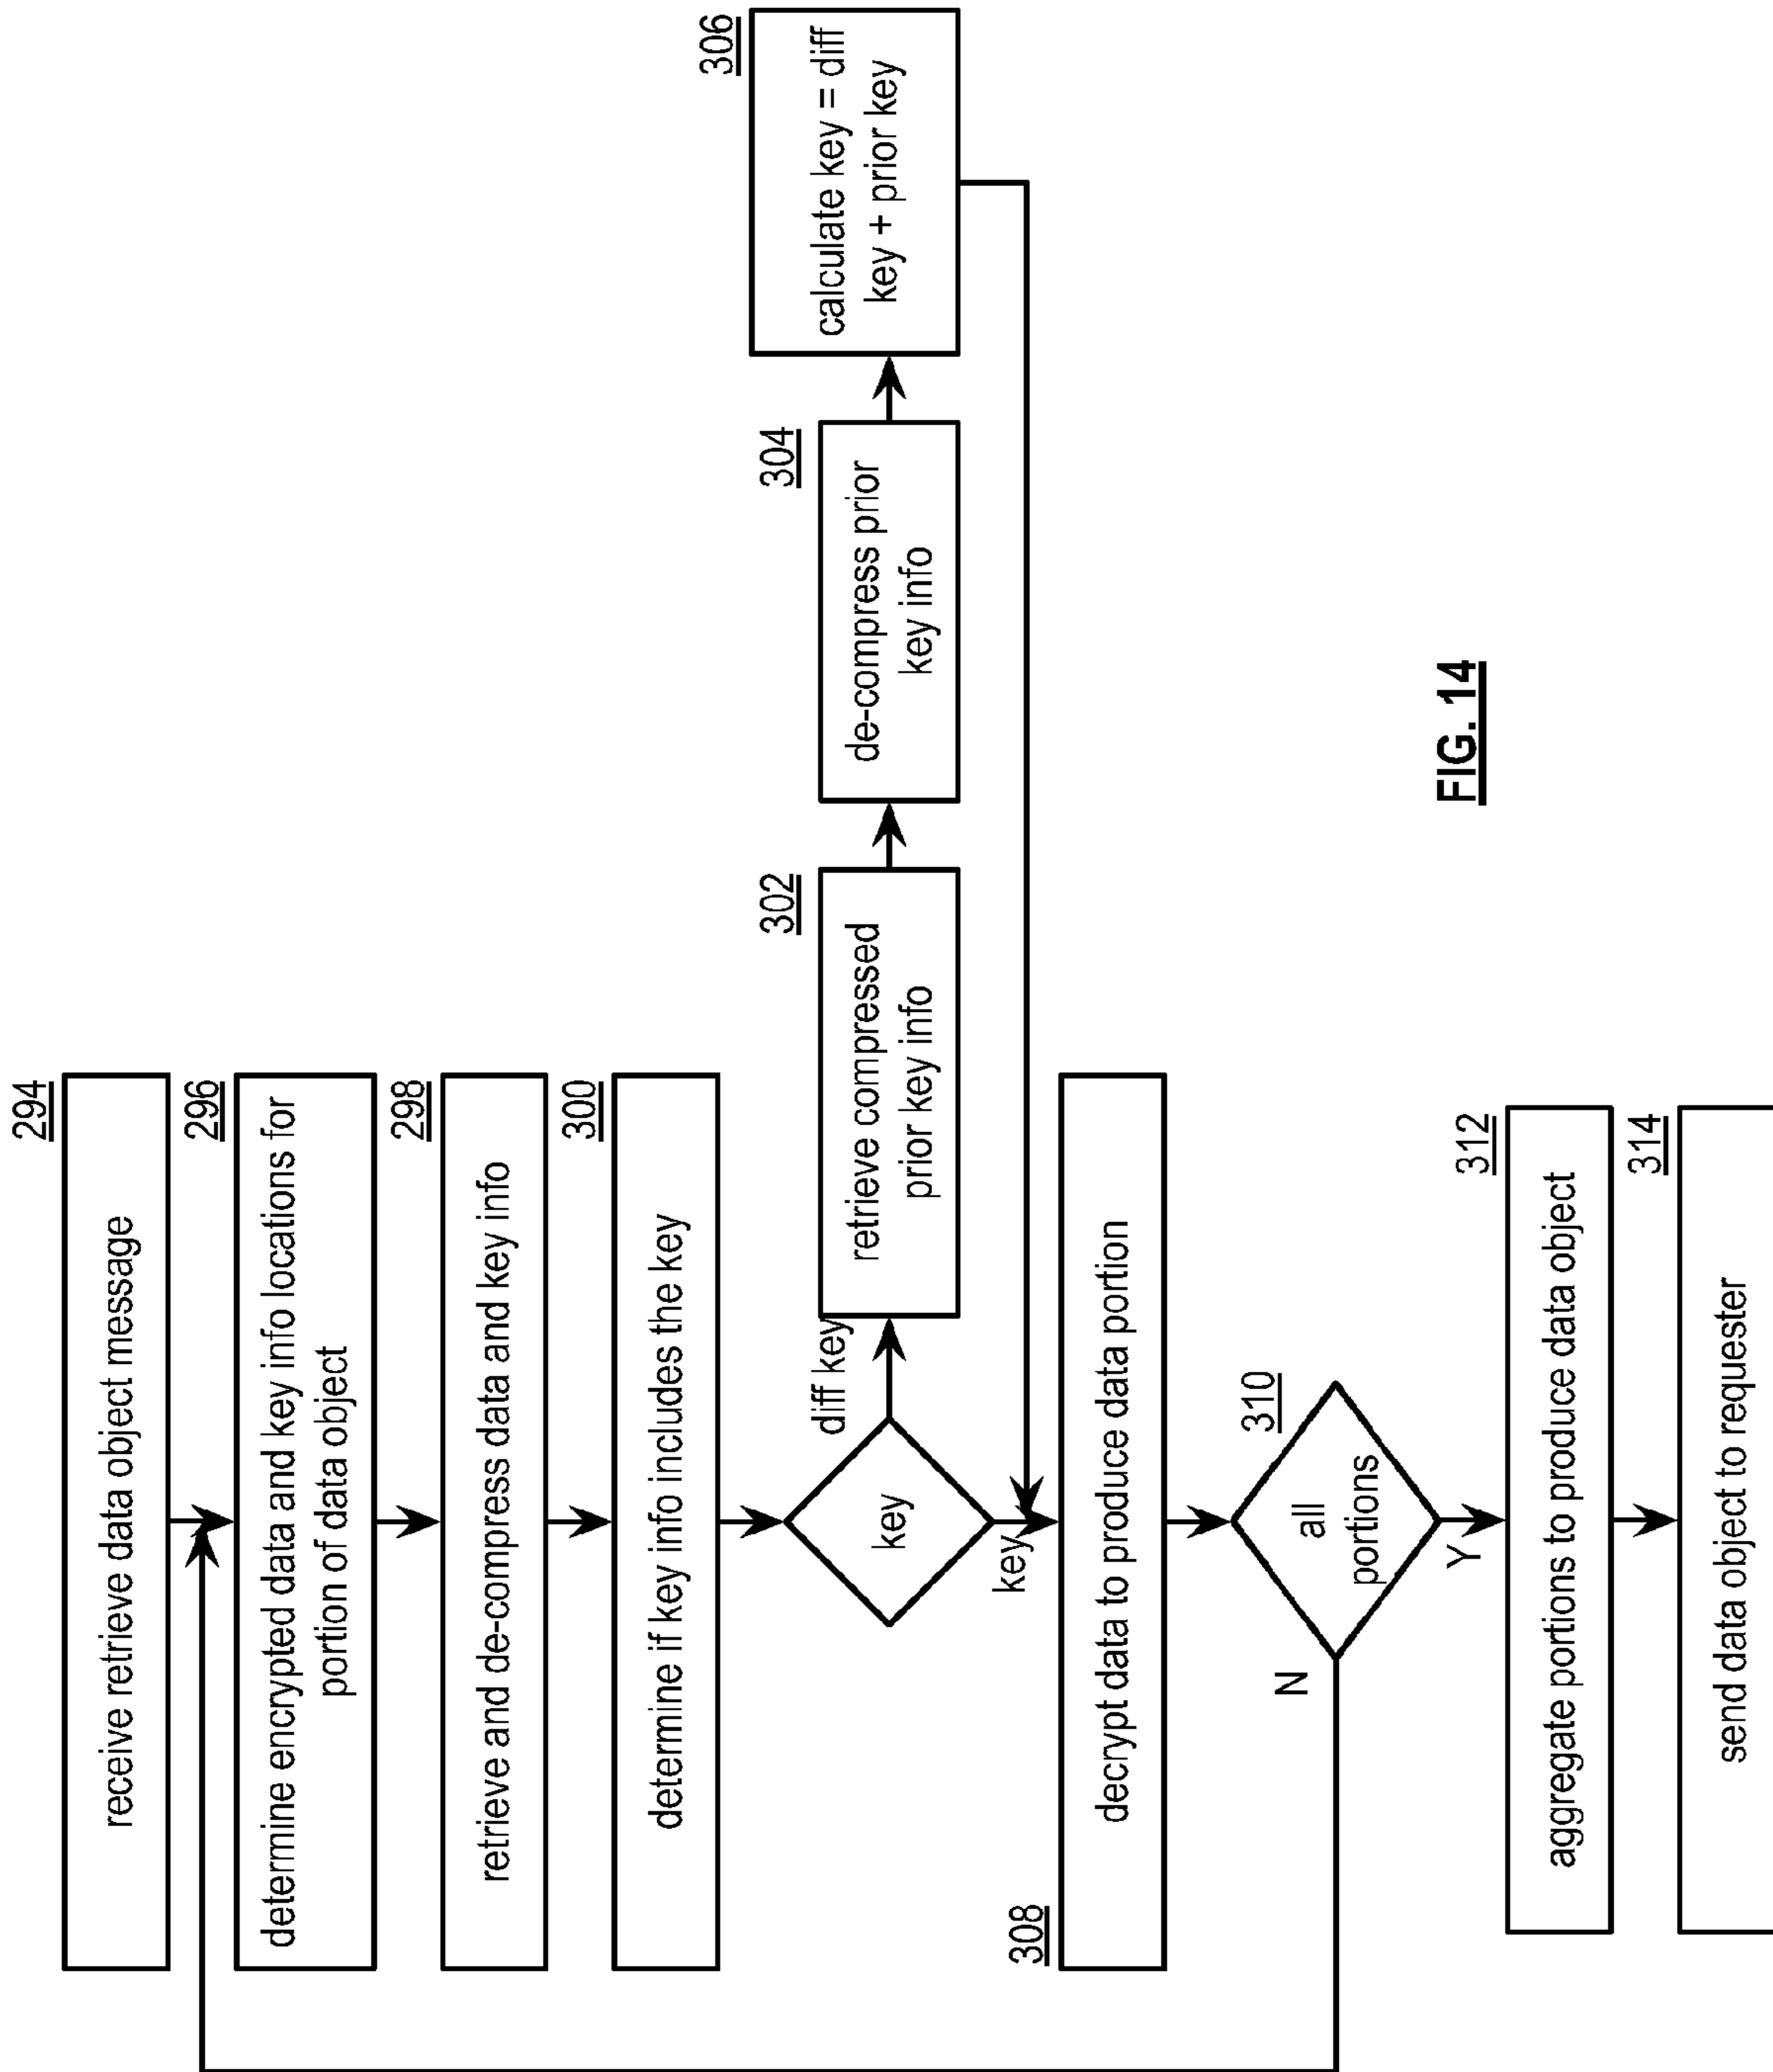 294
receive retrieve data object message
296
determine encrypted data and key info locations for
portion of data object
298
retrieve and de-compress data and key info
300
determine if key info includes the key
key
diff key
key
302
retrieve compressed
prior key info
304
de-compress prior
key info
306
calculate key = diff
key + prior key
308
decrypt data to produce data portion
310
all
portions
N
Y
312
aggregate portions to produce data object
314
send data object to requester
FIG. 14